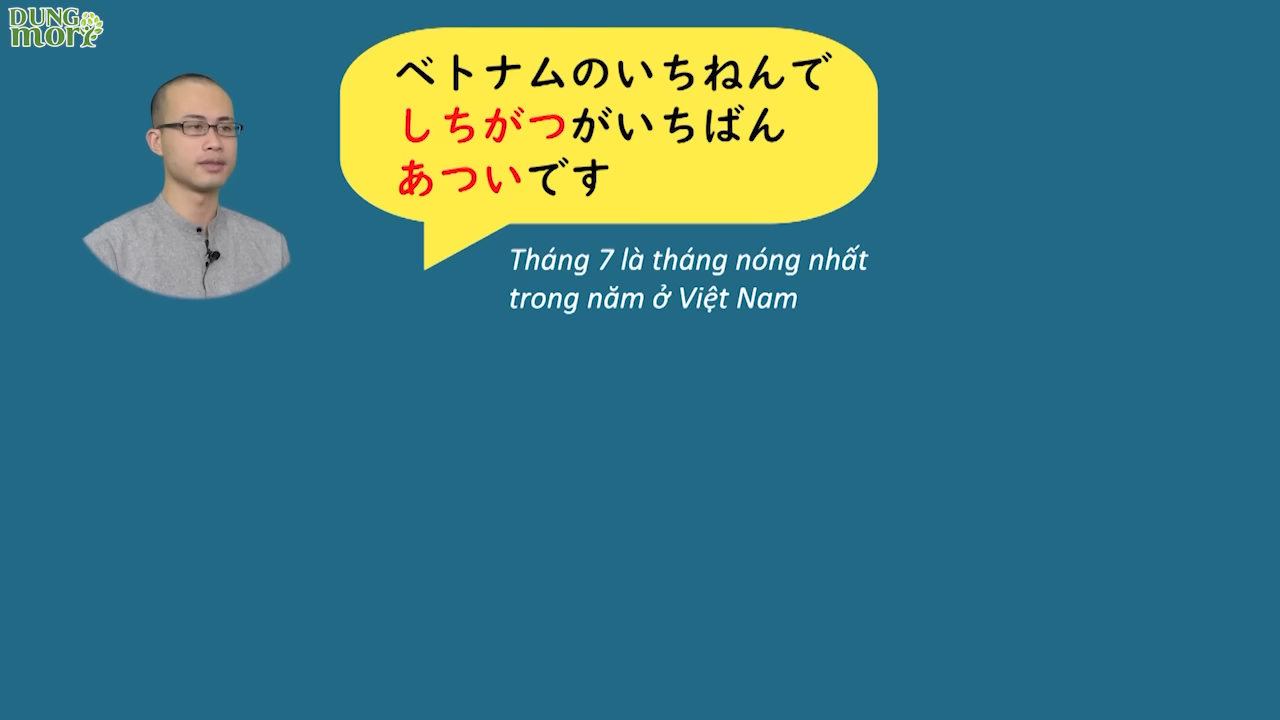 DUNG
mori
ベトナムのいちねんで
しちがつがいちばん
あついです
Tháng 7 là tháng nóng nhất
trong năm ở Việt Nam